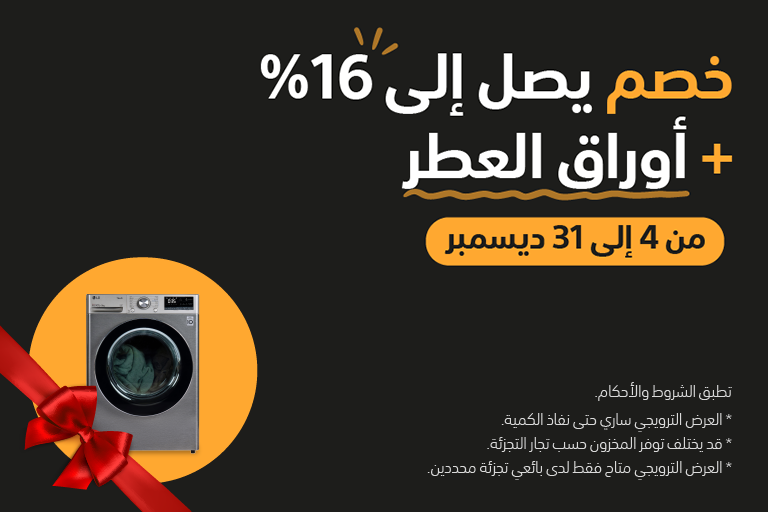 خصم يصل إلى 16%
+ أوراق العطر
من 4 إلى 31 ديسمبر
LG
تطبق الشروط والأحكام.
* العرض الترويجي ساري حتى نفاذ الكمية.
* قد يختلف توفر المخزون حسب تجار التجزئة.
* العرض الترويجي متاح فقط لدى بائعي تجزئة محددين.